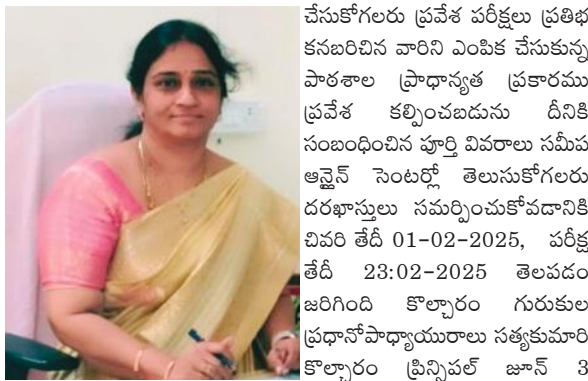 చేసుకోగలరు ప్రవేశ పరీక్షలు ప్రతిభ
కనబరిచిన వారిని ఎంపిక చేసుకున్న
పాఠశాల ప్రాధాన్యత ప్రకారము
ప్రవేశ కల్పించబడును దీనికి
సంబంధించిన పూర్తి వివరాలు సమీప
ఆన్లైన్ సెంటర్లో తెలుసుకోగలరు
దరఖాస్తులు సమర్పించుకోవడానికి
చివరి తేదీ 01-02-2025, పరీక్ష
తేదీ 23:02-2025 తెలపడం
జరిగింది కొల్చారం గురుకుల
ప్రధానోపాధ్యాయురాలు సత్యకుమారి
కొల్చారం ప్రిన్సిపల్ జూన్ 3